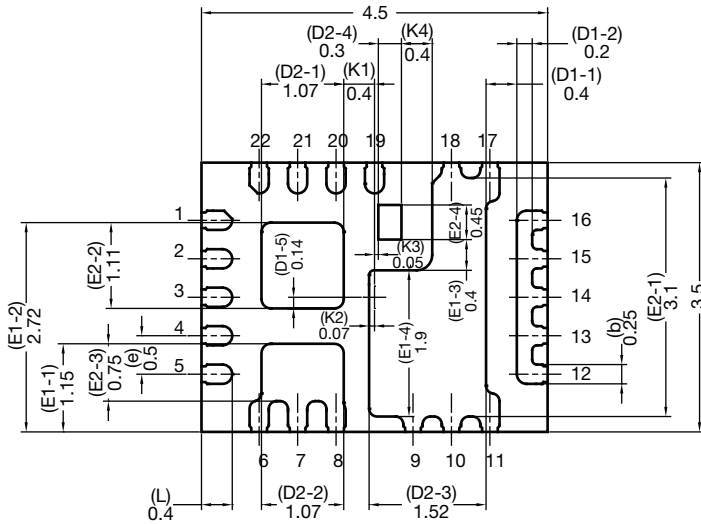 4.5
(D2-4)
0.3
(K4)
0.4
(D1-2)
0.2
(D2-1)
1.07
(K1)
0.4
(D1-1)
0.4
22
21
20
19
18
17
1
2
3
4
5
16
15
14
13
12
6
7
8
9
10
11
(E2-4)
0.45
(K3)
0.05
(D1-5)
0.14
(K2)
0.07
(E1-3)
0.4
(E1-4)
1.9
(E2-2)
1.11
(E1-2)
2.72
(E1-1)
1.15
(E2-3)
0.75
(e)
0.5
(b)
0.25
(E2-1)
3.1
3.5
(L)
0.4
(D2-2)
1.07
(D2-3)
1.52